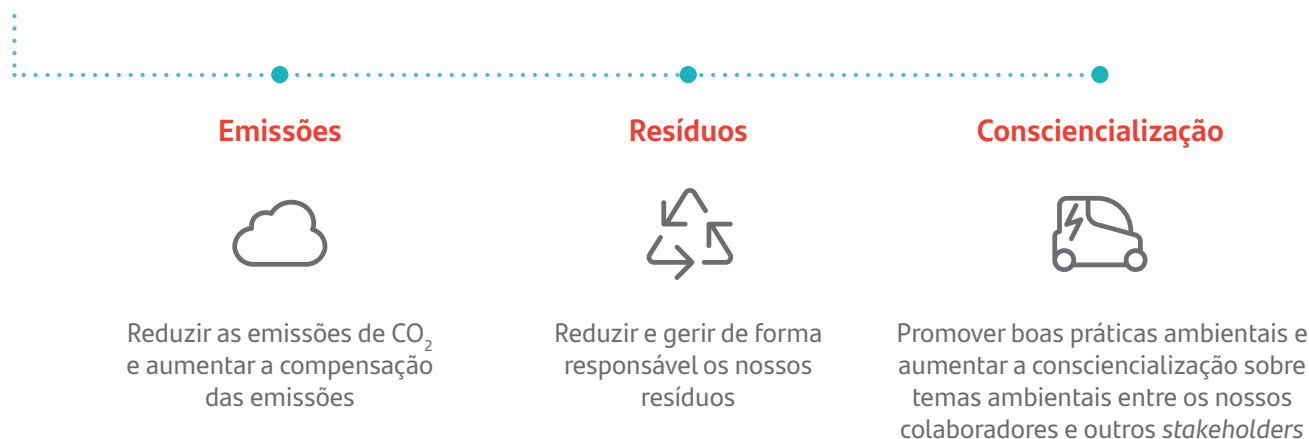 Emissões
Reduzir as emissões de CO₂
e aumentar a compensação
das emissões
Resíduos
Reduzir e gerir de forma
responsável os nossos
resíduos
Consciencialização
Promover boas práticas ambientais e
aumentar a consciencialização sobre
temas ambientais entre os nossos
colaboradores e outros stakeholders